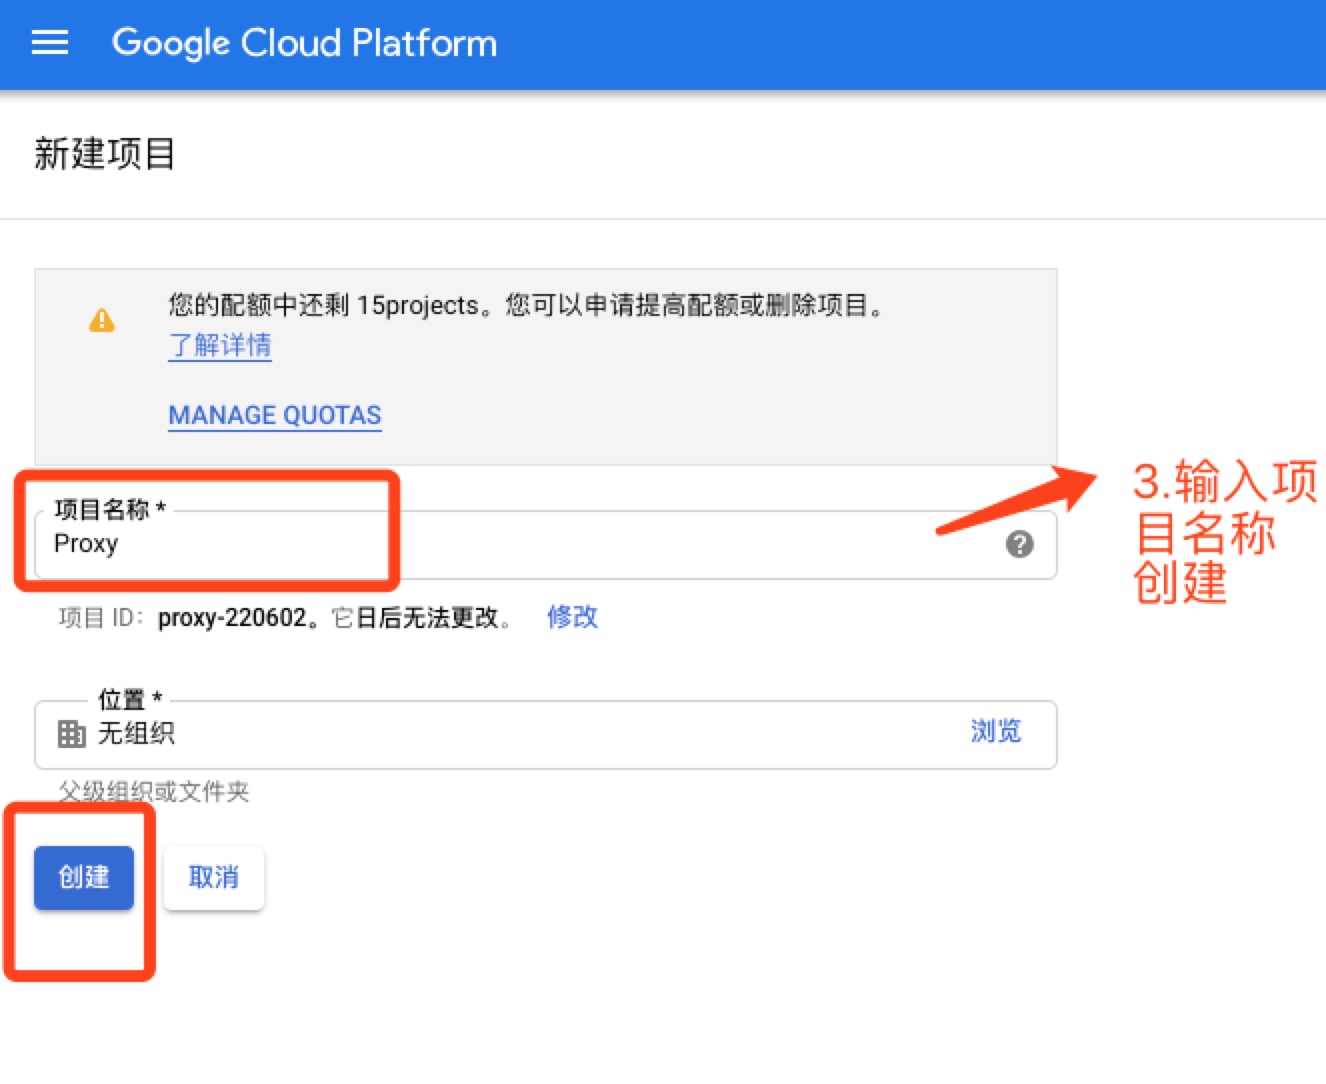 Google Cloud Platform
新建项目
您的配额中还剩 15projects。您可以申请提高配额或删除项目。
了解详情
MANAGE QUOTAS
项目名称 *
Proxy
3.输入项
目名称
创建
项目 ID： proxy-220602。它日后无法更改。 修改
位置 *
无组织 浏览
父级组织或文件夹
创建 取消